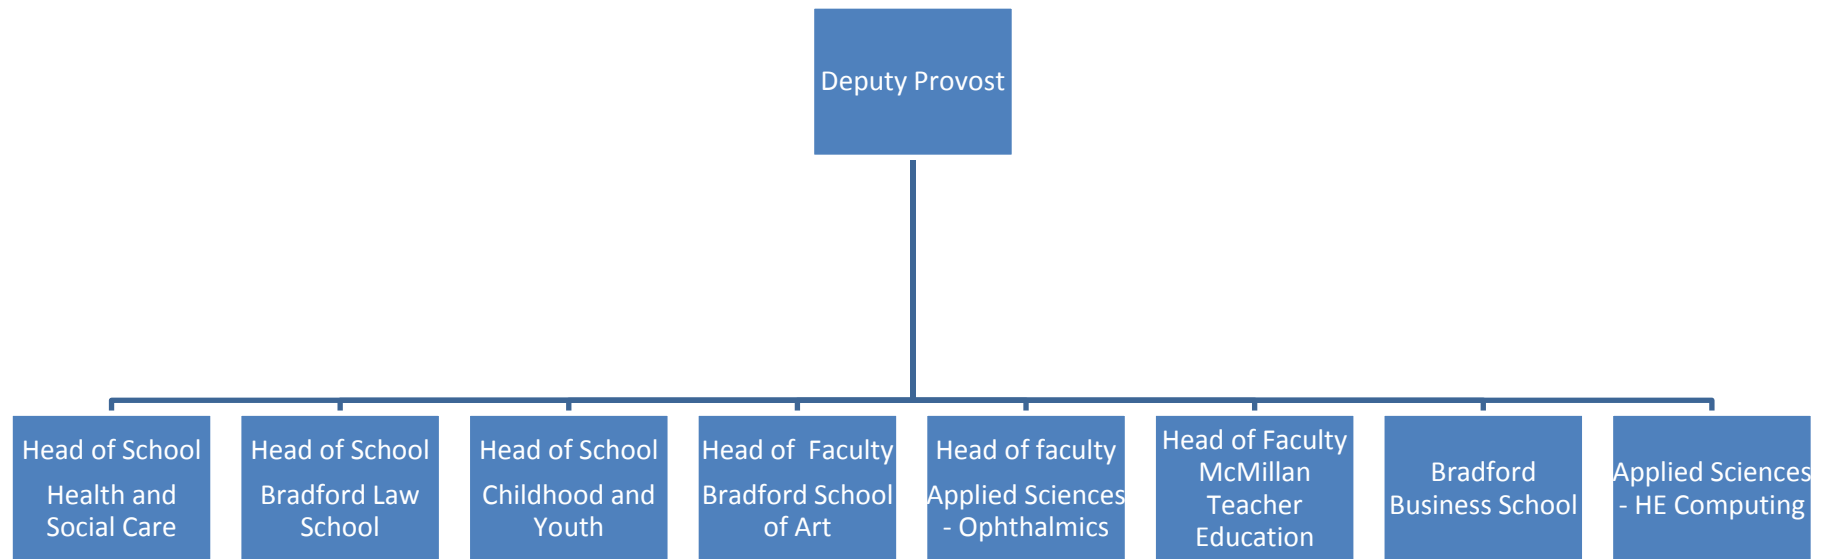 Deputy Provost
Head of School
Health and
Social Care
Head of School
Bradford Law
School
Head of School
Childhood and
Youth
Head of  Faculty
Bradford School
of Art
Head of faculty
Applied Sciences
- Ophthalmics
Head of Faculty
McMillan
Teacher
Education
Bradford
Business School
Applied Sciences
- HE Computing